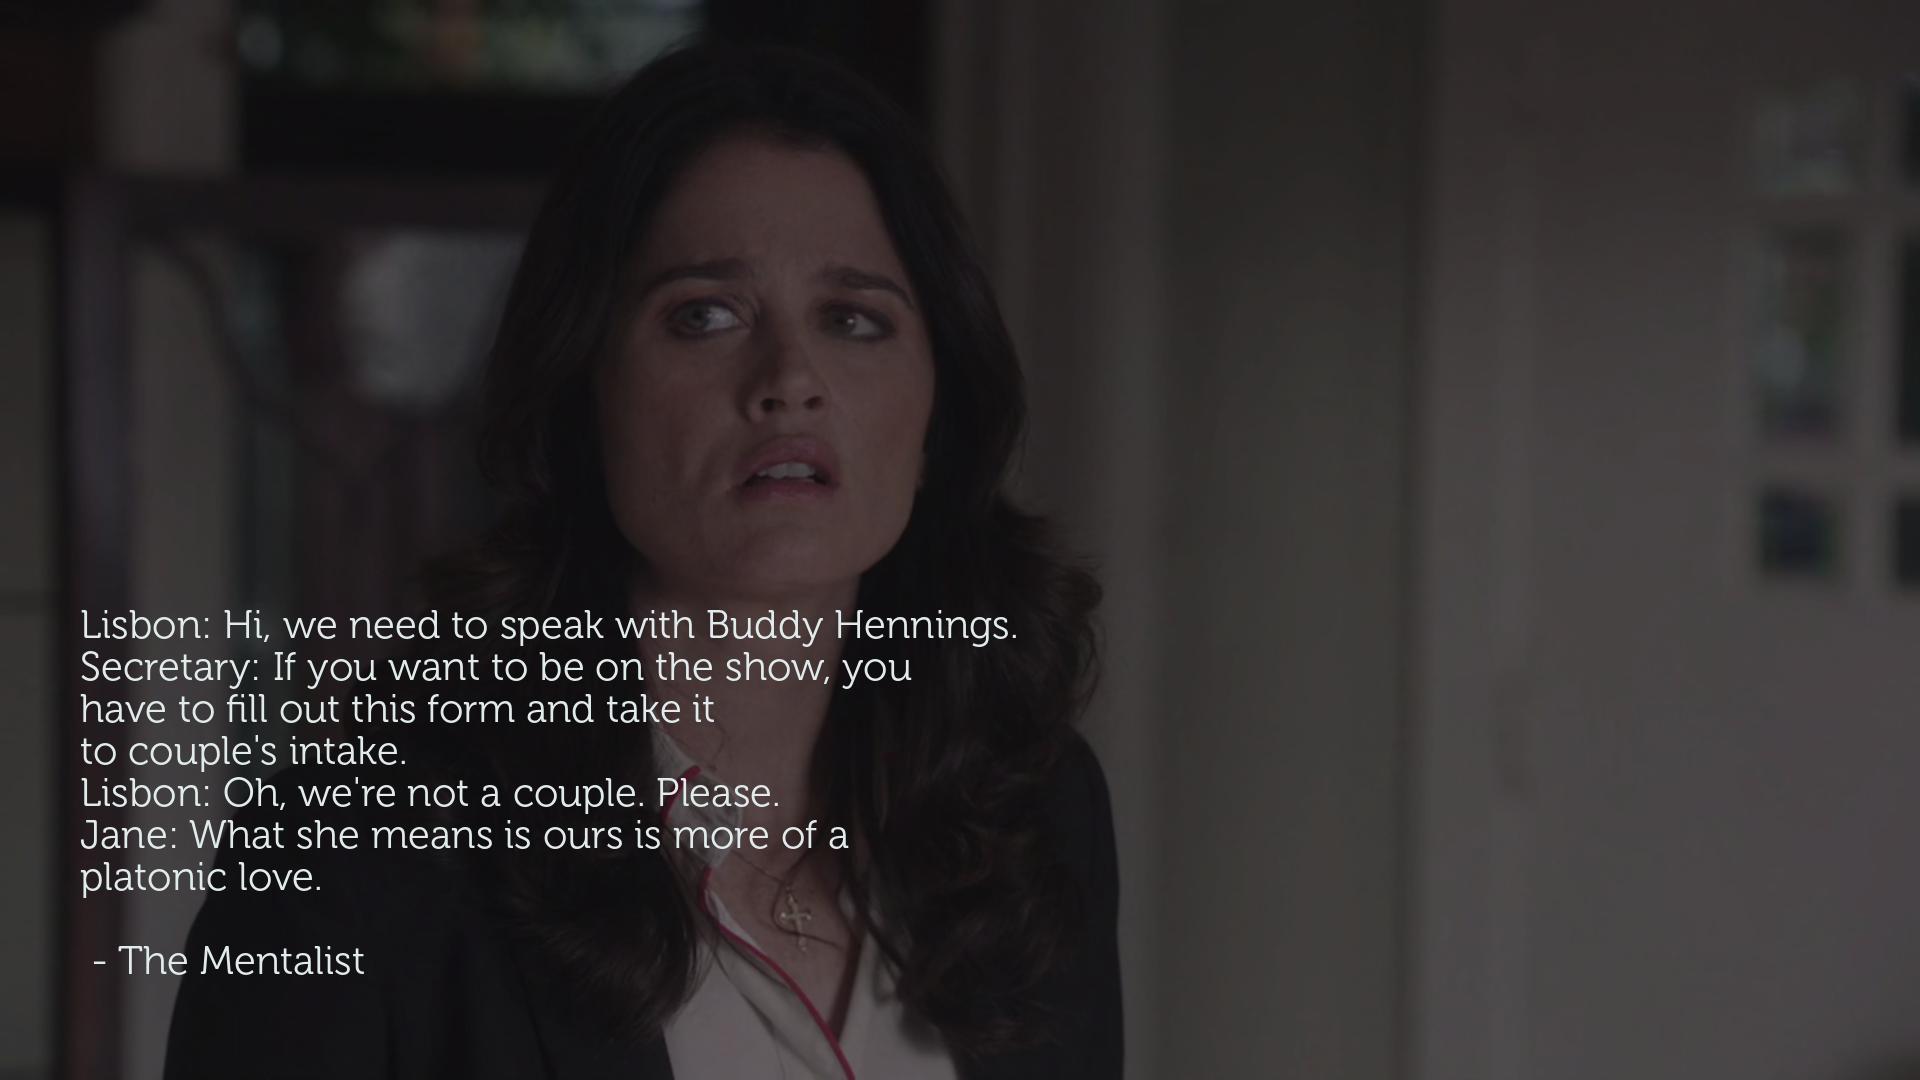 Lisbon: Hi, we need to speak with Buddy Hennings.
Secretary: If you want to be on the show, you
have to fill out this form and take it
to couple's intake.
Lisbon: Oh, we're not a couple. Please.
Jane: What she means is ours is more of a
platonic love.
- The Mentalist